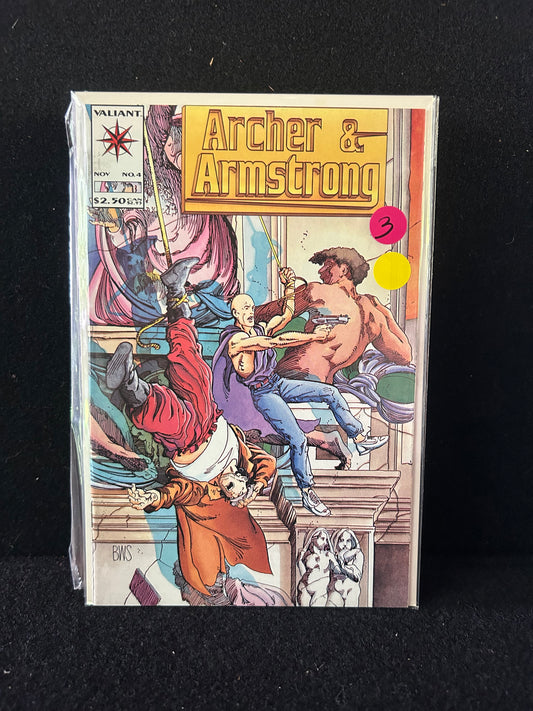 VALIANT
NOV NO.4
$2.50
Archer &
Armstrong
3
BWS